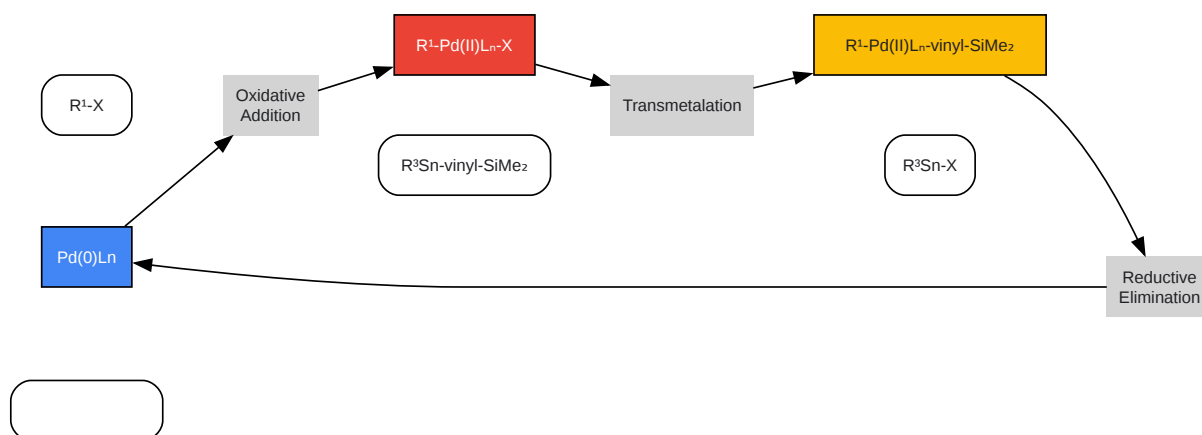 R¹-Pd(II)Lₙ-X
R¹-Pd(II)Lₙ-vinyl-SiMe₂
R¹-X
Oxidative
Addition
Transmetalation
R³Sn-vinyl-SiMe₂
R³Sn-X
Pd(0)Ln
Reductive
Elimination